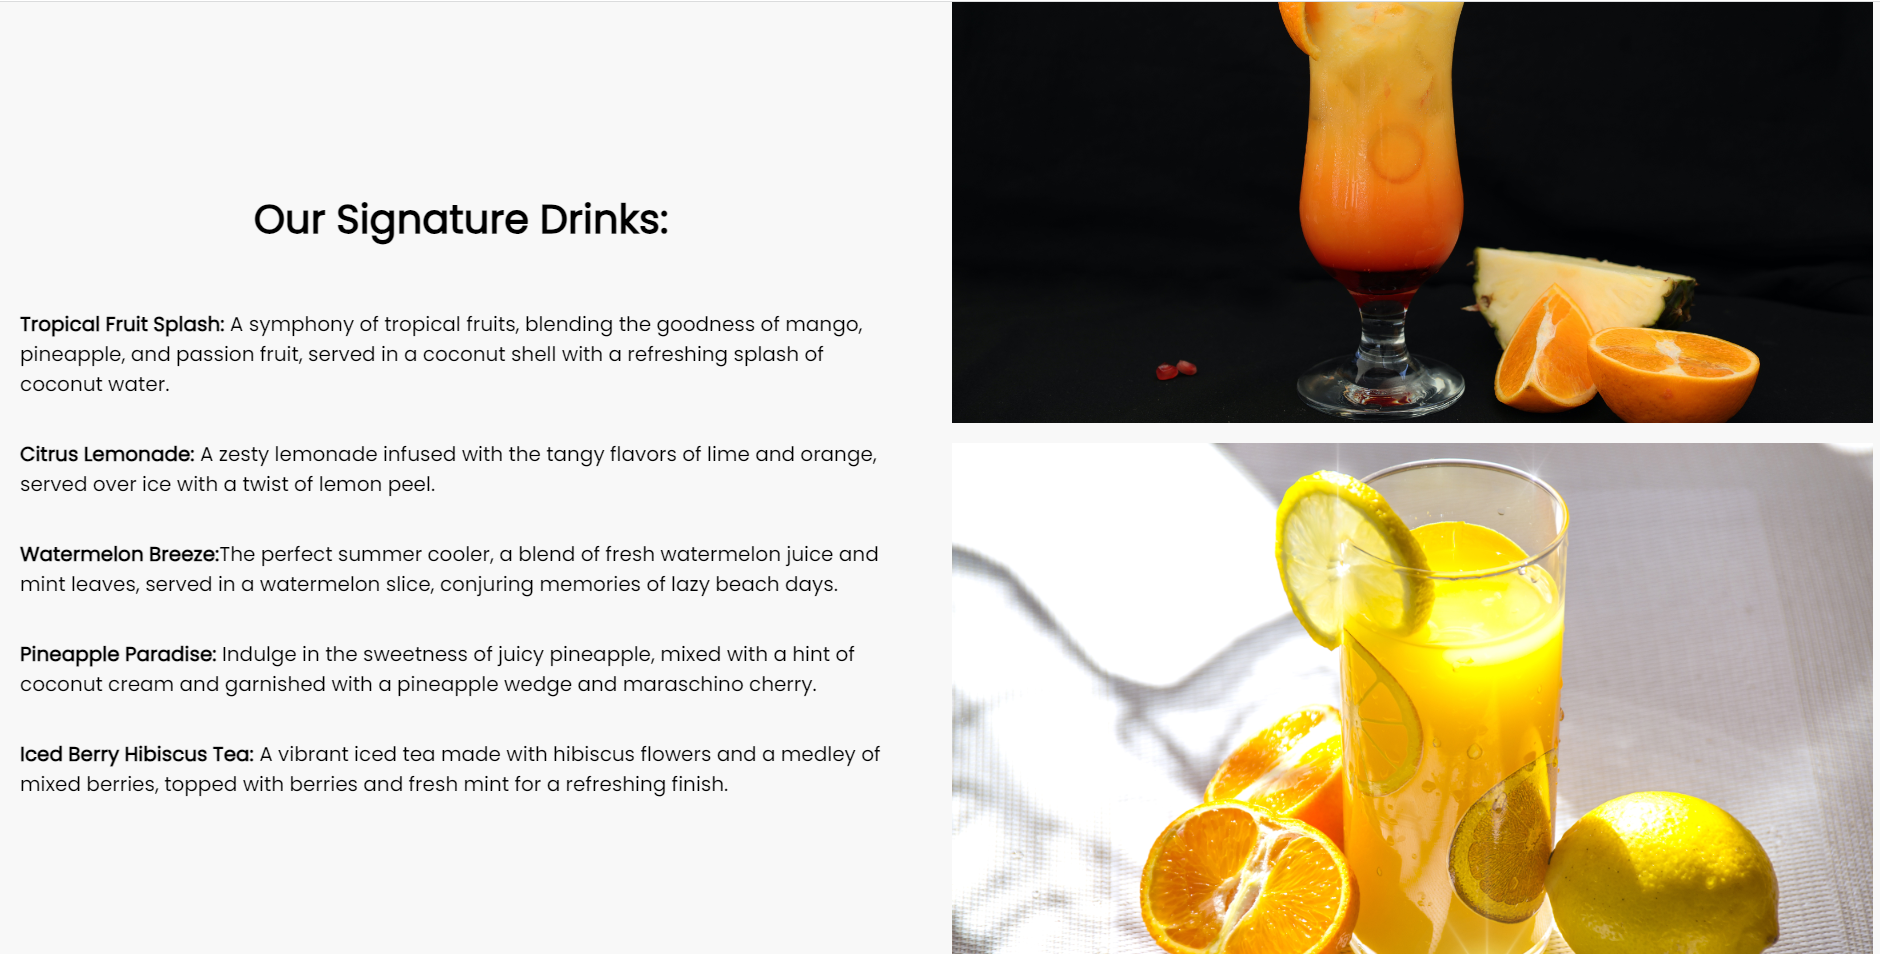 Our Signature Drinks:
Tropical Fruit Splash: A symphony of tropical fruits, blending the goodness of mango,
pineapple, and passion fruit, served in a coconut shell with a refreshing splash of
coconut water.
Citrus Lemonade: A zesty lemonade infused with the tangy flavors of lime and orange,
served over ice with a twist of lemon peel.
Watermelon Breeze:The perfect summer cooler, a blend of fresh watermelon juice and
mint leaves, served in a watermelon slice, conjuring memories of lazy beach days.
Pineapple Paradise: Indulge in the sweetness of juicy pineapple, mixed with a hint of
coconut cream and garnished with a pineapple wedge and maraschino cherry.
Iced Berry Hibiscus Tea: A vibrant iced tea made with hibiscus flowers and a medley of
mixed berries, topped with berries and fresh mint for a refreshing finish.